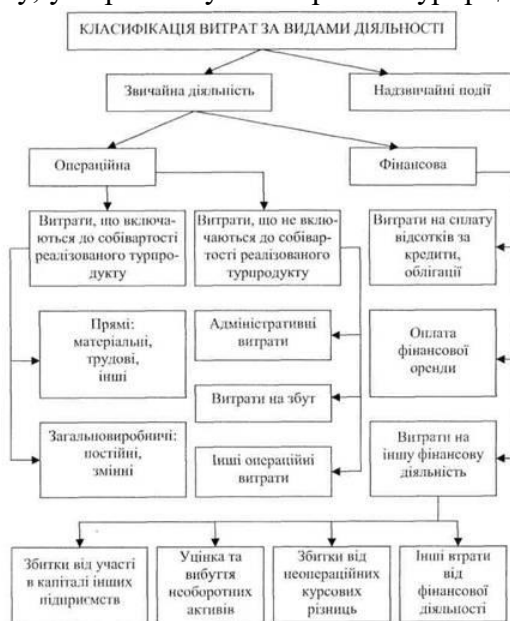 КЛАСИФІКАЦІЯ ВИТРАТ ЗА ВИДАМИ ДІЯЛЬНОСТІ
Звичайна діяльність
Надзвичайні події
Операційна
Фінансова
Витрати, що включа-
ються до собівартості
реалізованого турпро-
дукту
Витрати, що не вклю-
чаються до собівар-
тості реалізованого
турпродукту
Витрати на сплату
відсотків за
кредити,
облігації
Прямі:
матеріальні,
трудові,
інші
Адміністративні
витрати
Оплата
фінансової
оренди
Витрати на збут
Загальновиробничі:
постійні,
змінні
Інші операційні
витрати
Витрати на
іншу фінансову
діяльність
Збитки від участі
в капіталі інших
підприємств
Уцінка та
вибуття
необоротних
активів
Збитки від
неопераційних
курсових
різниць
Інші втрати
від
фінансової
діяльності